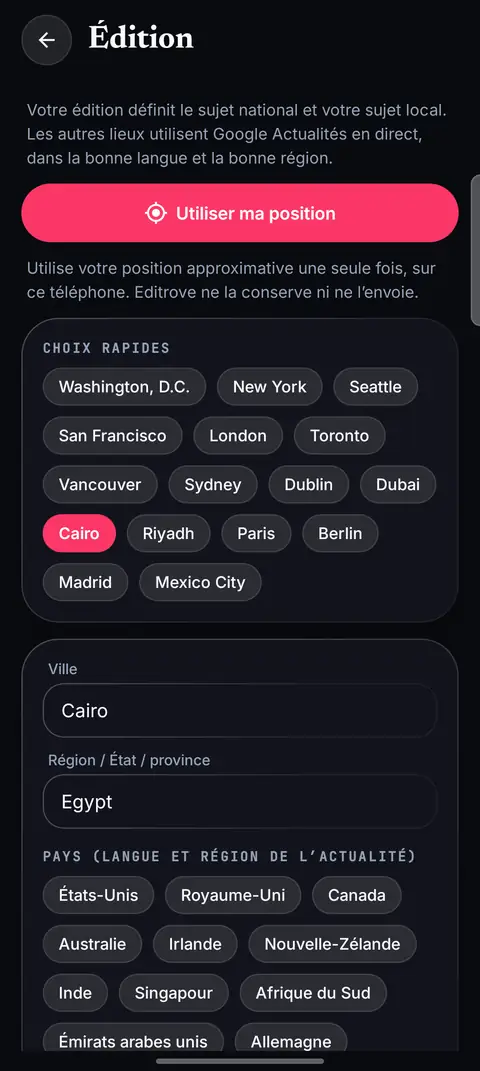 Édition
Votre édition définit le sujet national et votre sujet local.
Les autres lieux utilisent Google Actualités en direct,
dans la bonne langue et la bonne région.
Utiliser ma position
Utilise votre position approximative une seule fois, sur
ce téléphone. Editrove ne la conserve ni ne l’envoie.
CHOIX RAPIDES
Washington, D.C. New York Seattle
San Francisco London Toronto
Vancouver Sydney Dublin Dubai
Cairo Riyadh Paris Berlin
Madrid Mexico City
Ville
Cairo
Région / État / province
Egypt
PAYS (LANGUE ET RÉGION DE L’ACTUALITÉ)
États-Unis Royaume-Uni Canada
Australie Irlande Nouvelle-Zélande
Inde Singapour Afrique du Sud
Émirats arabes unis Allemagne